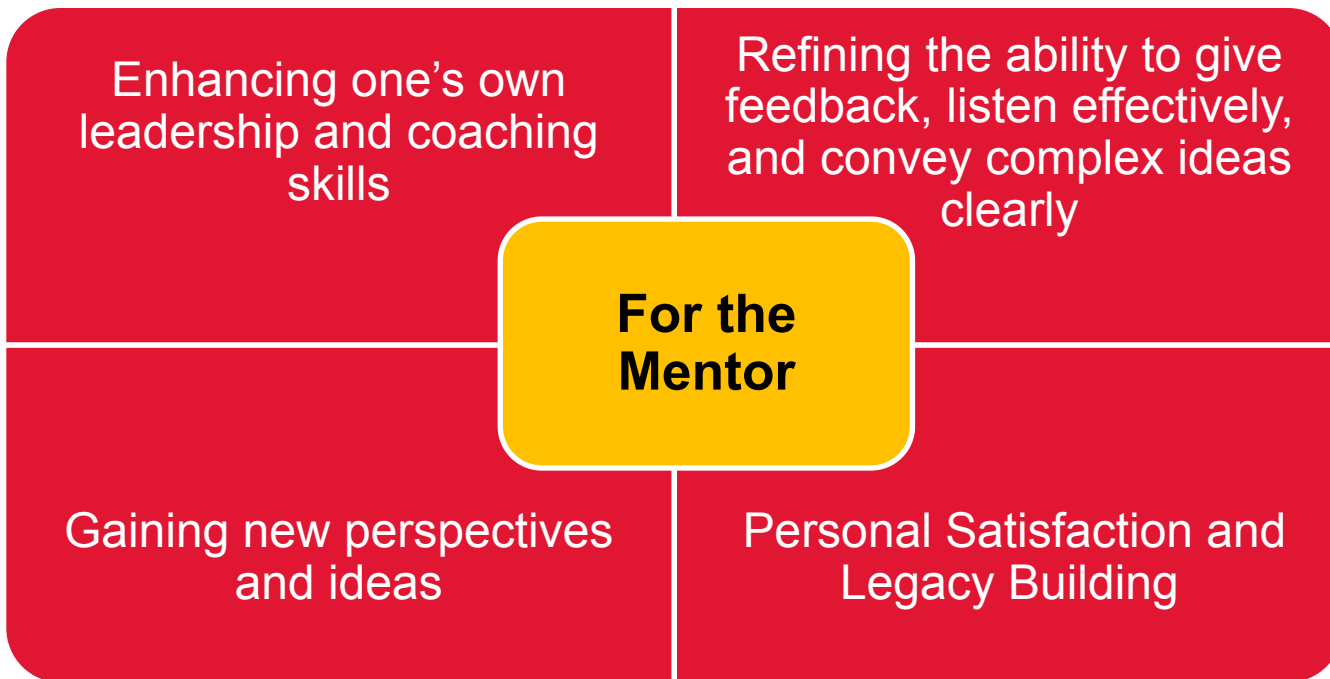 Enhancing one’s own
leadership and coaching
skills
Refining the ability to give
feedback, listen effectively,
and convey complex ideas
clearly
For the
Mentor
Gaining new perspectives
and ideas
Personal Satisfaction and
Legacy Building